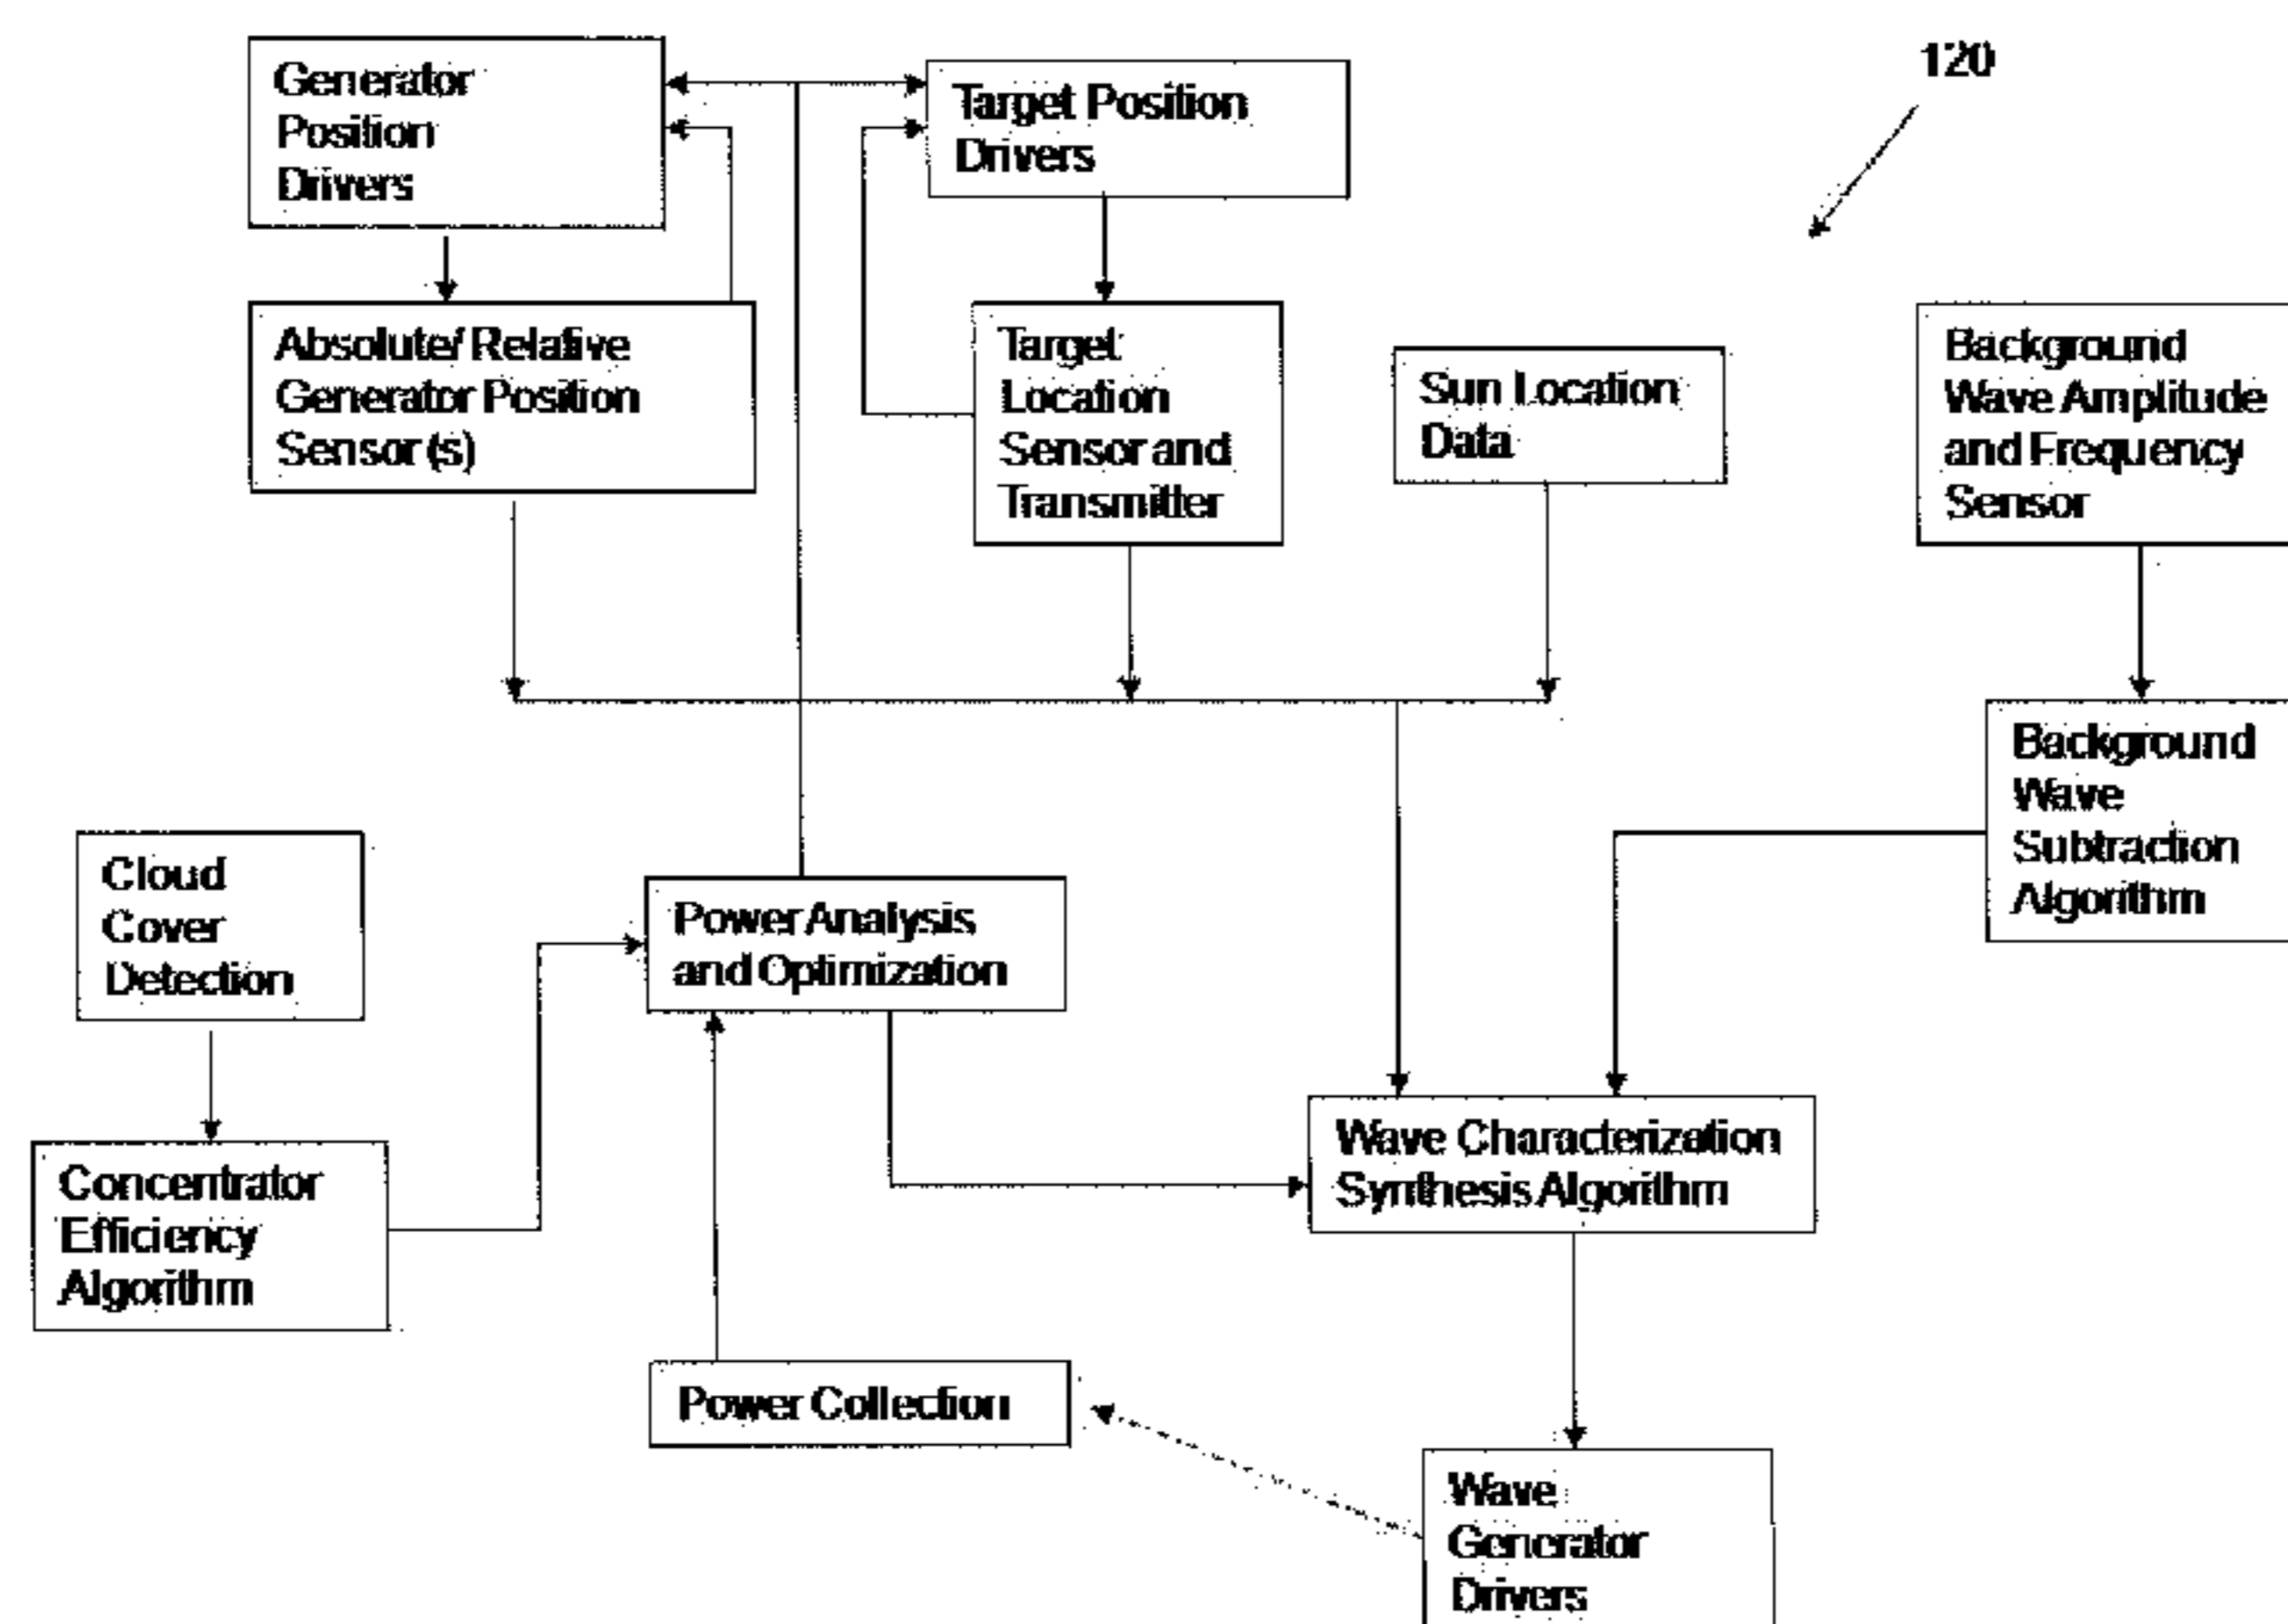 120
Generator
Position
Drivers
Target Position
Drivers
Absolute/ Relative
Generator Position
Sensor(s)
Target
Location
Sensor and
Transmitter
Sun Location
Data
Background
Wave Amplitude
and Frequency
Sensor
Background
Wave
Subtraction
Algorithm
Cloud
Cover
Detection
Power Analysis
and Optimization
Concentrator
Efficiency
Algorithm
Wave Characterization
Synthesis Algorithm
Power Collection
Wave
Generator
Drivers